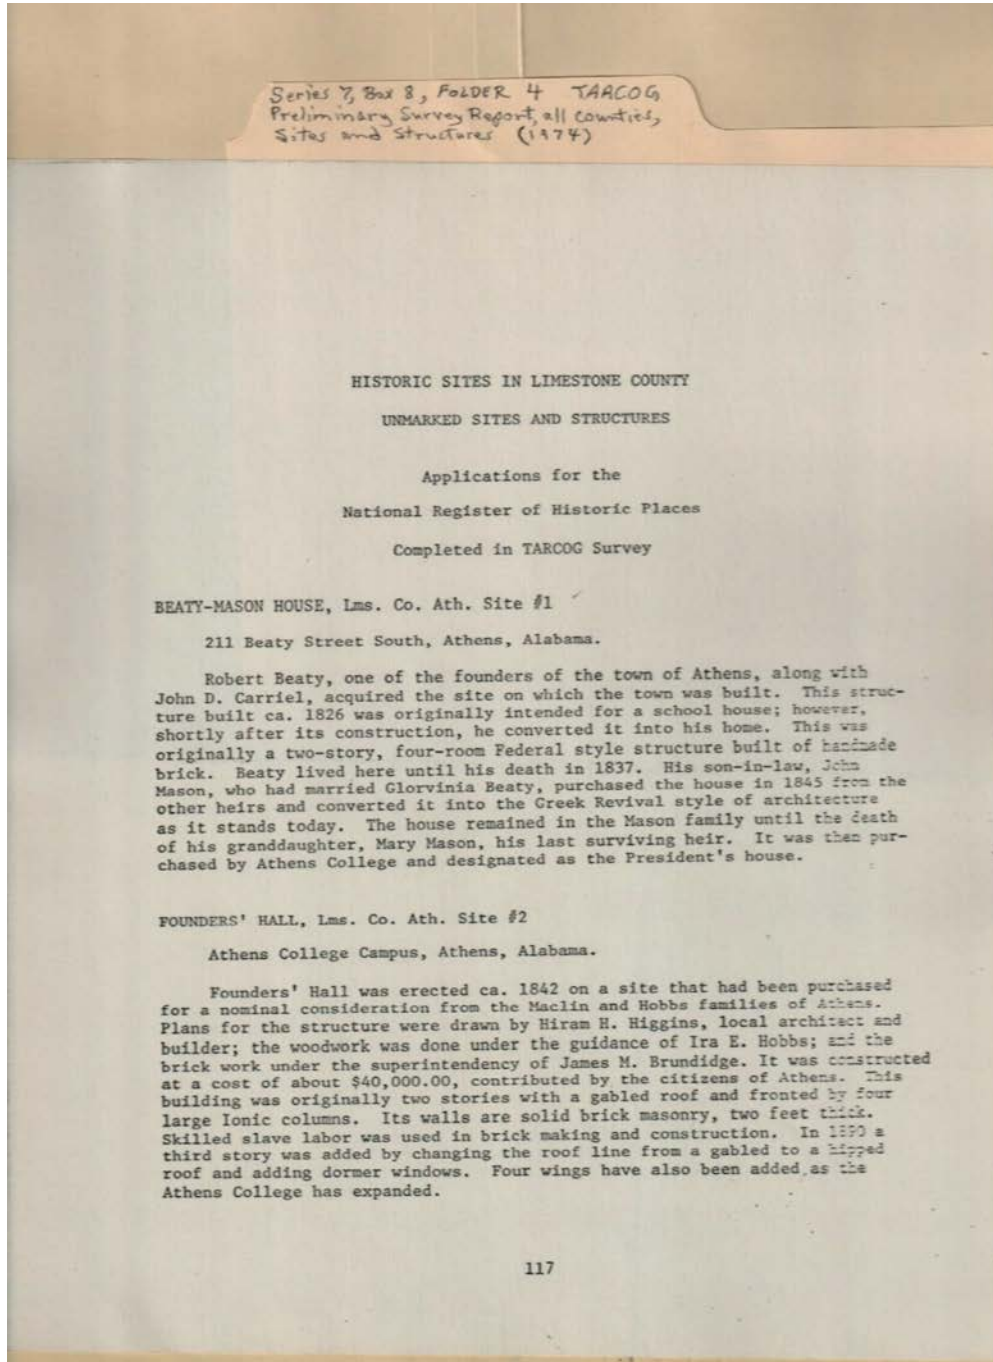 Series 7, Box 8, FOLDER 4 TARCOG
Preliminary Survey Report, all counties,
Sites and Structures (1974)
HISTORIC SITES IN LIMESTONE COUNTY
UNMARKED SITES AND STRUCTURES
Applications for the
National Register of Historic Places
Completed in TARCOG Survey
BEATY-MASON HOUSE, Lms. Co. Ath. Site #1
211 Beaty Street South, Athens, Alabama.
Robert Beaty, one of the founders of the town of Athens, along with
John D. Carriel, acquired the site on which the town was built. This struc-
ture built ca. 1826 was originally intended for a school house; however,
shortly after its construction, he converted it into his home. This was
originally a two-story, four-room Federal style structure built of handmade
brick. Beaty lived here until his death in 1837. His son-in-law, John
Mason, who had married Glorvinia Beaty, purchased the house in 1845 from the
other heirs and converted it into the Greek Revival style of architecture
as it stands today. The house remained in the Mason family until the death
of his granddaughter, Mary Mason, his last surviving heir. It was then pur-
chased by Athens College and designated as the President's house.
FOUNDERS' HALL, Lms. Co. Ath. Site #2
Athens College Campus, Athens, Alabama.
Founders' Hall was erected ca. 1842 on a site that had been purchased
for a nominal consideration from the Maclin and Hobbs families of Athens.
Plans for the structure were drawn by Hiram H. Higgins, local architect and
builder; the woodwork was done under the guidance of Ira E. Hobbs; and the
brick work under the superintendency of James M. Brundidge. It was constructed
at a cost of about $40,000.00, contributed by the citizens of Athens. This
building was originally two stories with a gabled roof and fronted by four
large Ionic columns. Its walls are solid brick masonry, two feet thick.
Skilled slave labor was used in brick making and construction. In a
third story was added by changing the roof line from a gabled to a hipped
roof and adding dormer windows. Four wings have also been added as the
Athens College has expanded.
117